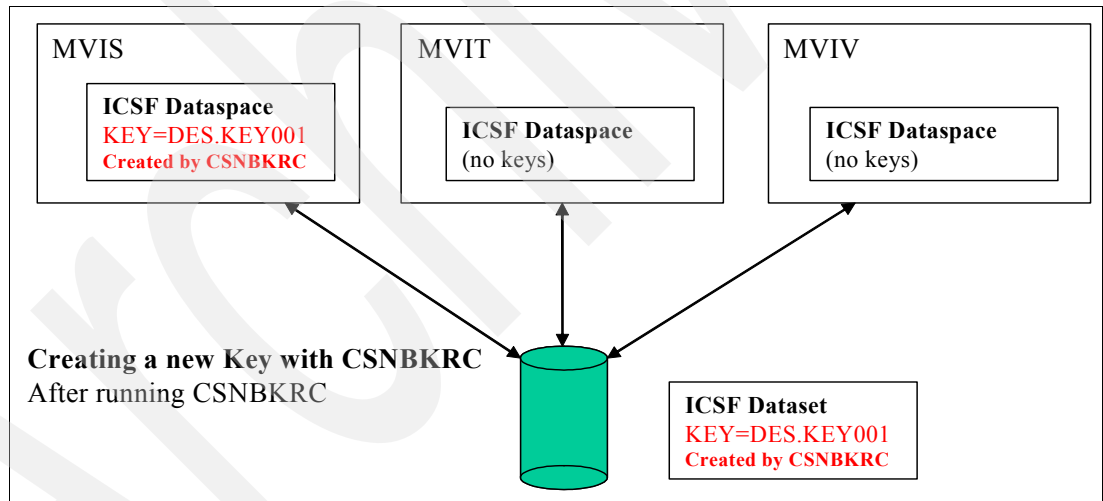 MVIS
ICSF Dataspace
KEY=DES.KEY001
Created by CSNBKRC
MVIT
ICSF Dataspace
(no keys)
MVIV
ICSF Dataspace
(no keys)
Creating a new Key with CSNBKRC
After running CSNBKRC
ICSF Dataset
KEY=DES.KEY001
Created by CSNBKRC